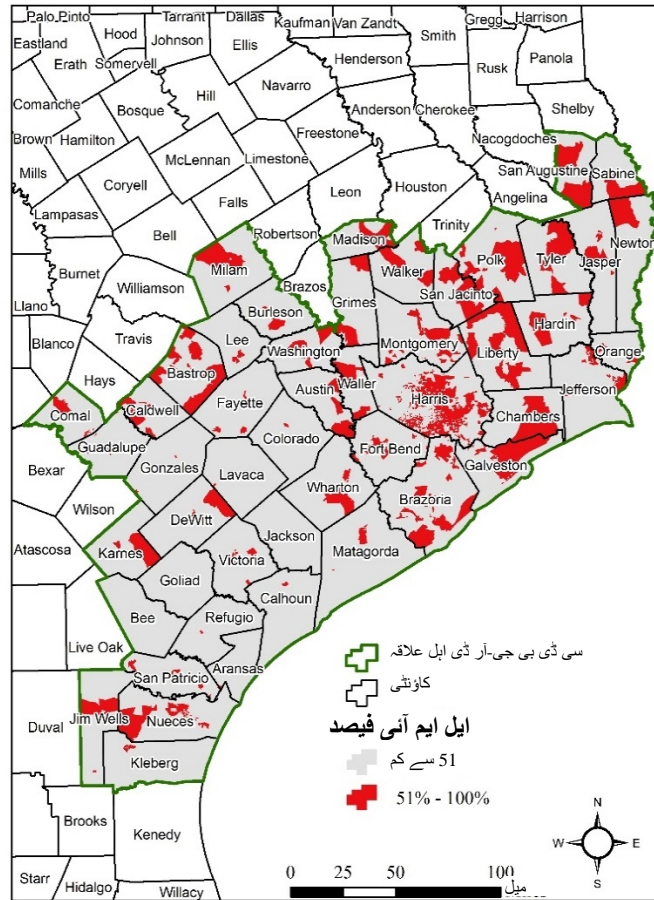 Palo Pinto
Tarrant
Dallas
Kaufman
Van Zandt
Gregg
Harrison
Hood
Johnson
Ellis
Smith
Eastland
Erath
Somervell
Henderson
Rusk
Panola
Navarro
Hill
Comanche
Bosque
Anderson
Cherokee
Shelby
Freestone
Nacogdoches
Brown
Hamilton
McLennan
Limestone
San Augustine
Sabine
Mills
Coryell
Leon
Houston
Angelina
Falls
Lampasas
Trinity
Robertson
Madison
Newton
Bell
Milam
Walker
Polk
Tyler
Jasper
Burnet
Brazos
Williamson
Grimes
San Jacinto
Llano
Burleson
Travis
Hardin
Blanco
Lee
Washington
Montgomery
Liberty
Orange
Hays
Bastrop
Austin
Waller
Jefferson
Harris
Comal
Caldwell
Fayette
Chambers
Colorado
Guadalupe
Fort Bend
Galveston
Bexar
Gonzales
Lavaca
Wharton
Brazoria
Wilson
DeWitt
Jackson
Atascosa
Karnes
Matagorda
Victoria
Goliad
Calhoun
Bee
Refugio
Live Oak
Aransas
San Patricio
Duval
Jim Wells
Nueces
Kleberg
Brooks
Kenedy
Starr
Hidalgo
Willacy
سی ڈی بی جی-آر ڈی اہل علاقہ
کاؤنٹی
ایل ایم آئی فیصد
51 سے کم
51% - 100%
N
W
E
S
0 25 50 100
میل